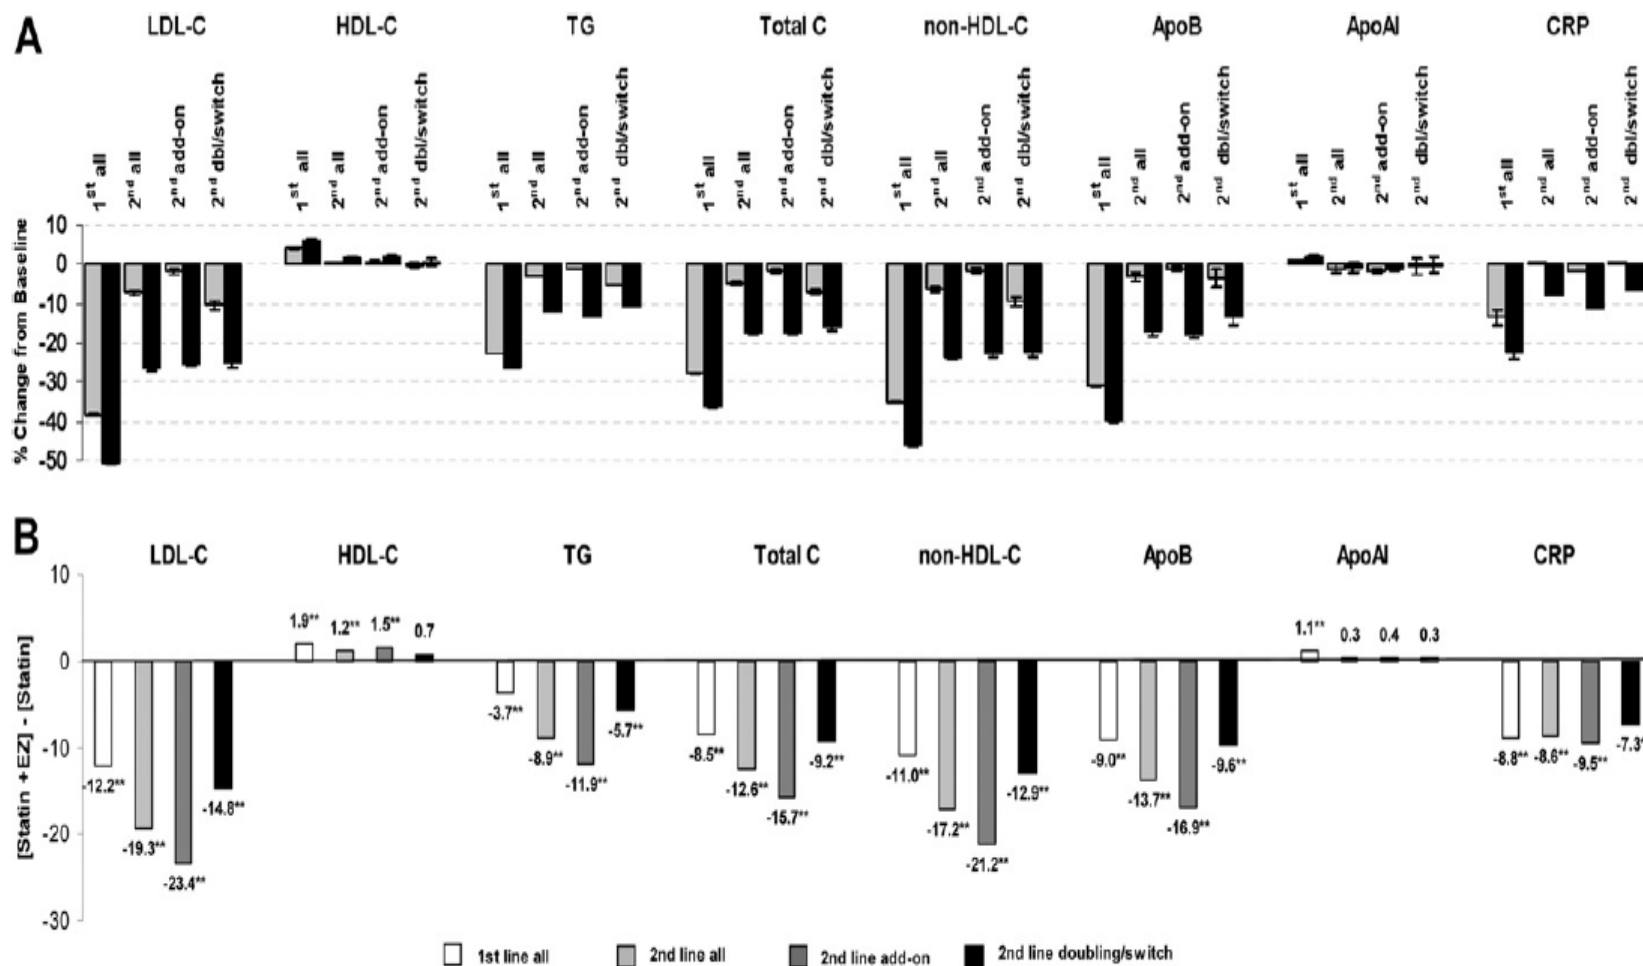 A
LDL-C HDL-C TG Total C non-HDL-C ApoB ApoAI CRP
1st all 2nd all 2nd add-on 2nd dbl/switch 1st all 2nd all 2nd add-on 2nd dbl/switch 1st all 2nd all 2nd add-on 2nd dbl/switch 1st all 2nd all 2nd add-on 2nd dbl/switch 1st all 2nd all 2nd add-on 2nd dbl/switch 1st all 2nd all 2nd add-on 2nd dbl/switch 1st all 2nd all 2nd add-on 2nd dbl/switch 1st all 2nd all 2nd add-on 2nd dbl/switch
% Change from Baseline
10
0
-10
-20
-30
-40
-50
B
LDL-C HDL-C TG Total C non-HDL-C ApoB ApoAI CRP
[Statin +EZ] - [Statin]
10
0
-10
-20
-30
-12.2** -19.3** -23.4** -14.8**
1.9** 1.2** 1.5** 0.7
-3.7** -8.9** -11.9** -5.7**
-8.5** -12.6** -15.7** -9.2**
-11.0** -17.2** -21.2** -12.9**
-9.0** -13.7** -16.9** -9.6**
1.1** 0.3 0.4 0.3
-8.8** -8.6** -9.5** -7.3*
1st line all 2nd line all 2nd line add-on 2nd line doubling/switch